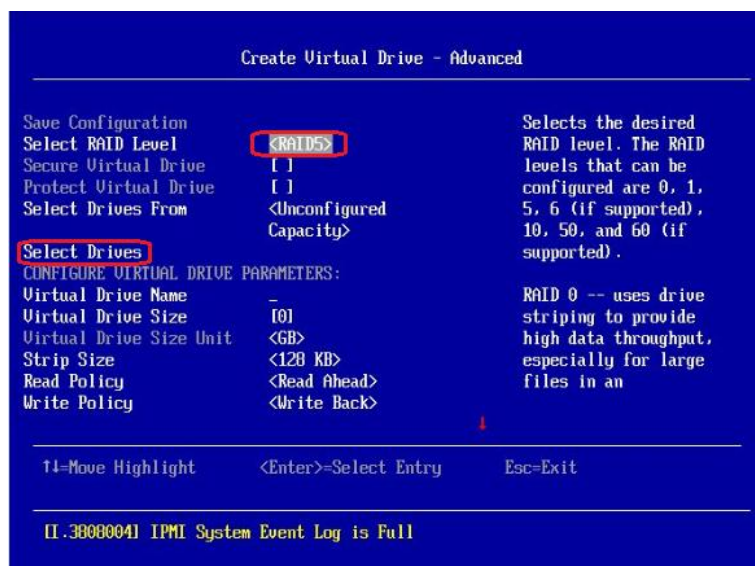 Create Virtual Drive - Advanced
Save Configuration
Select RAID Level <RAID5>
Secure Virtual Drive [ ]
Protect Virtual Drive [ ]
Select Drives From <Unconfigured
Capacity>
Select Drives
CONFIGURE VIRTUAL DRIVE PARAMETERS:
Virtual Drive Name _
Virtual Drive Size [0]
Virtual Drive Size Unit <GB>
Strip Size <128 KB>
Read Policy <Read Ahead>
Write Policy <Write Back>
Selects the desired
RAID level. The RAID
levels that can be
configured are 0, 1,
5, 6 (if supported),
10, 50, and 60 (if
supported).
RAID 0 -- uses drive
striping to provide
high data throughput,
especially for large
files in an
↓
↑↓=Move Highlight <Enter>=Select Entry Esc=Exit
[I.3808004] IPMI System Event Log is Full